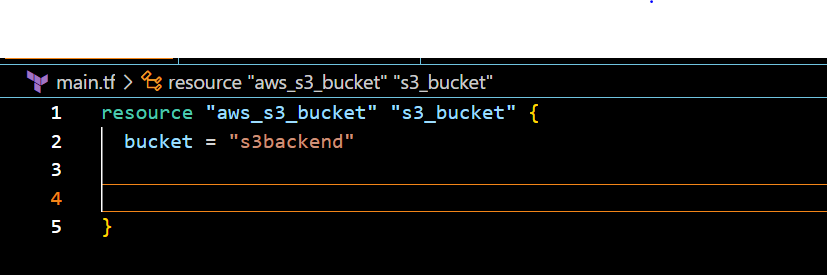 main.tf > resource "aws_s3_bucket" "s3_bucket"
1 resource "aws_s3_bucket" "s3_bucket" {
2   bucket = "s3backend"
3
4
5 }